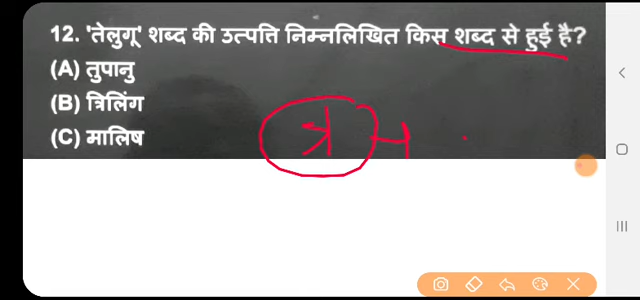 12. 'तेलुगू' शब्द की उत्पत्ति निम्नलिखित किस शब्द से हुई है?
(A) तुपानु
(B) त्रिलिंग
(C) मालिष